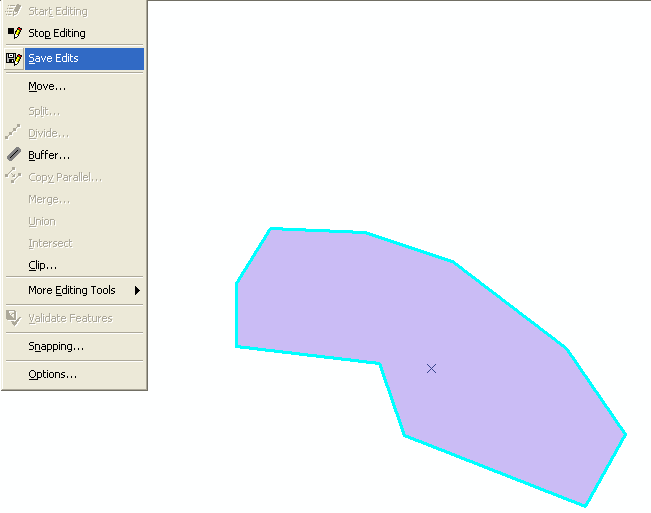 Start Editing
Stop Editing
Save Edits
Move...
Split...
Divide...
Buffer...
Copy Parallel...
Merge...
Union
Intersect
Clip...
More Editing Tools
Validate Features
Snapping...
Options...